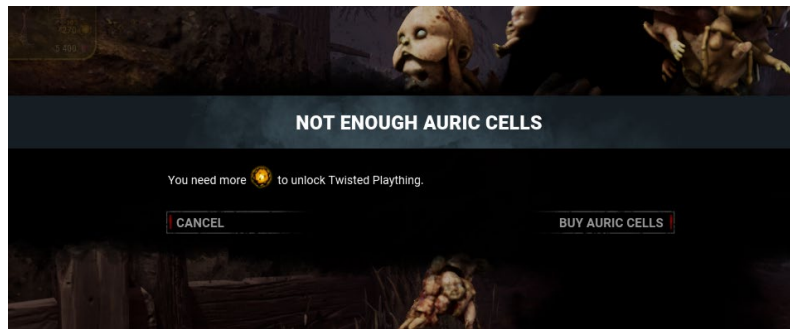 NOT ENOUGH AURIC CELLS
You need more to unlock Twisted Plaything.
CANCEL
BUY AURIC CELLS